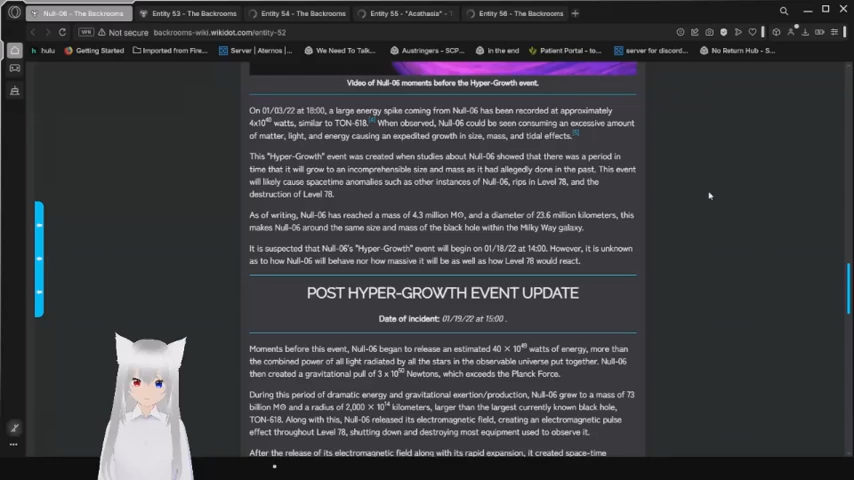 Null-06 - The Backrooms
Entity 53 - The Backrooms
Entity 54 - The Backrooms
Entity 55 - "Acathasia" - T
Entity 56 - The Backrooms
VPN
Not secure
backrooms-wiki.wikidot.com/entity-52
hulu
Getting Started
Imported from Fire...
Server | Aternos |...
We Need To Talk...
Austringers - SCP...
in the end
Patient Portal - to...
server for discord...
No Return Hub - S...
Video of Null-06 moments before the Hyper-Growth event.
On 01/03/22 at 18:00, a large energy spike coming from Null-06 has been recorded at approximately
4x10⁴⁰ watts, similar to TON-618.[4] When observed, Null-06 could be seen consuming an excessive amount
of matter, light, and energy causing an expedited growth in size, mass, and tidal effects.[5]
This "Hyper-Growth" event was created when studies about Null-06 showed that there was a period in
time that it will grow to an incomprehensible size and mass as it had allegedly done in the past. This event
will likely cause spacetime anomalies such as other instances of Null-06, rips in Level 78, and the
destruction of Level 78.
As of writing, Null-06 has reached a mass of 4.3 million M☉, and a diameter of 23.6 million kilometers, this
makes Null-06 around the same size and mass of the black hole within the Milky Way galaxy.
It is suspected that Null-06's "Hyper-Growth" event will begin on 01/18/22 at 14:00. However, it is unknown
as to how Null-06 will behave nor how massive it will be as well as how Level 78 would react.
POST HYPER-GROWTH EVENT UPDATE
Date of incident: 01/19/22 at 15:00 .
Moments before this event, Null-06 began to release an estimated 40 × 10⁴⁹ watts of energy, more than
the combined power of all light radiated by all the stars in the observable universe put together. Null-06
then created a gravitational pull of 3 x 10⁵⁰ Newtons, which exceeds the Planck Force.
During this period of dramatic energy and gravitational exertion/production, Null-06 grew to a mass of 73
billion M☉ and a radius of 2,000 × 10¹⁴ kilometers, larger than the largest currently known black hole,
TON-618. Along with this, Null-06 released its electromagnetic field, creating an electromagnetic pulse
effect throughout Level 78, shutting down and destroying most equipment used to observe it.
After the release of its electromagnetic field along with its rapid expansion, it created space-time